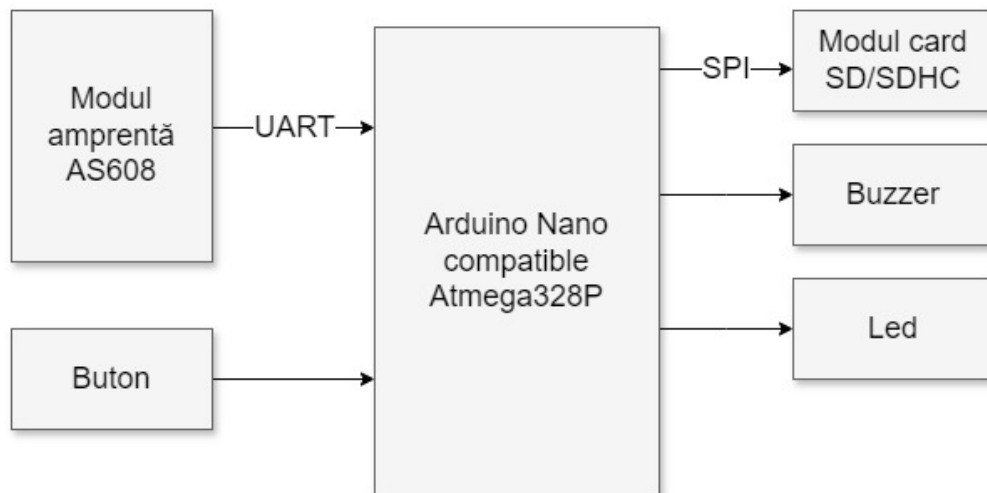 Modul
amprentă
AS608
UART
Buton
Arduino Nano
compatible
Atmega328P
SPI
Modul card
SD/SDHC
Buzzer
Led